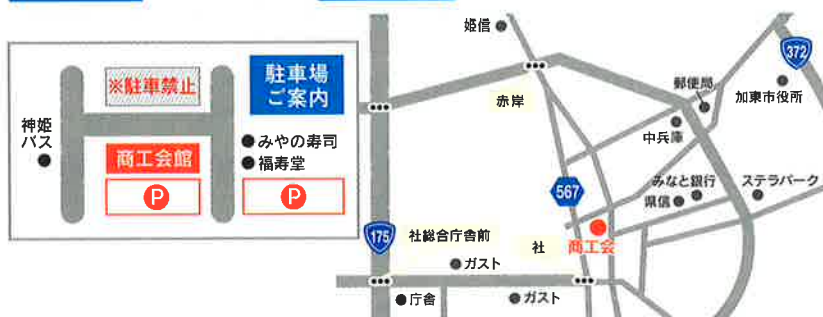 ※駐車禁止
駐車場
ご案内
神姫
バス
商工会館
みやの寿司
福寿堂
P
P
姫信
372
赤岸
郵便局
加東市役所
中兵庫
567
みなと銀行
県信
ステラパーク
175
社総合庁舎前
社
商工会
ガスト
庁舎
ガスト